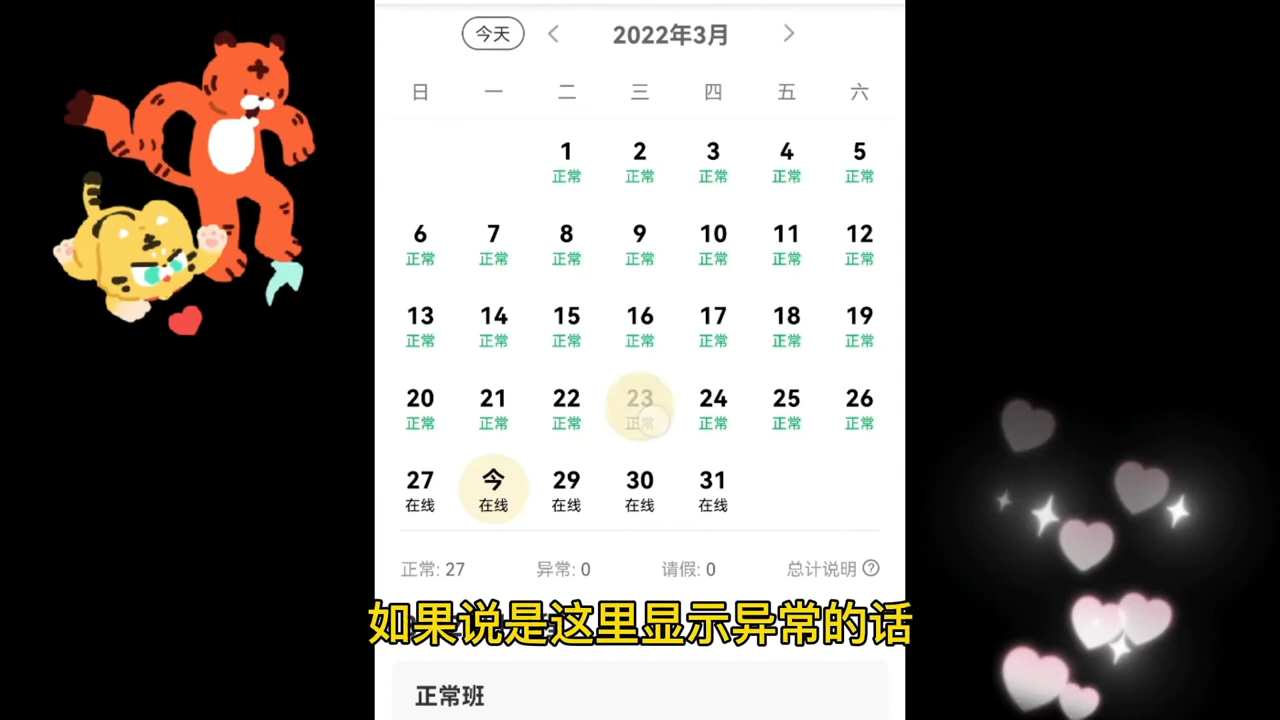 今天 2022年3月
日 一 二 三 四 五 六
1 2 3 4 5
正常 正常 正常 正常 正常
6 7 8 9 10 11 12
正常 正常 正常 正常 正常 正常 正常
13 14 15 16 17 18 19
正常 正常 正常 正常 正常 正常 正常
20 21 22 23 24 25 26
正常 正常 正常 正常 正常 正常 正常
27 今 29 30 31
在线 在线 在线 在线 在线
正常: 27 异常: 0 请假: 0 总计说明 ?
如果说是这里显示异常的话
正常班